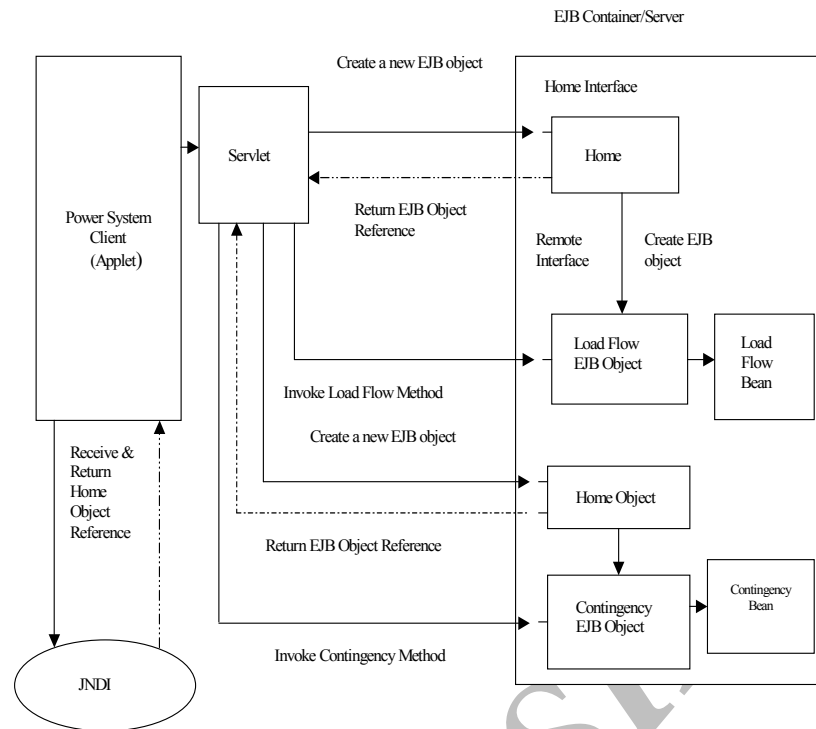 EJB Container/Server
Create a new EJB object
Home Interface
Servlet
Home
Power System
Client
(Applet)
Return EJB Object
Reference
Remote
Interface
Create EJB
object
Load Flow
EJB Object
Load
Flow
Bean
Invoke Load Flow Method
Create a new EJB object
Receive &
Return
Home
Object
Reference
Home Object
Return EJB Object Reference
Contingency
EJB Object
Contingency
Bean
Invoke Contingency Method
JNDI